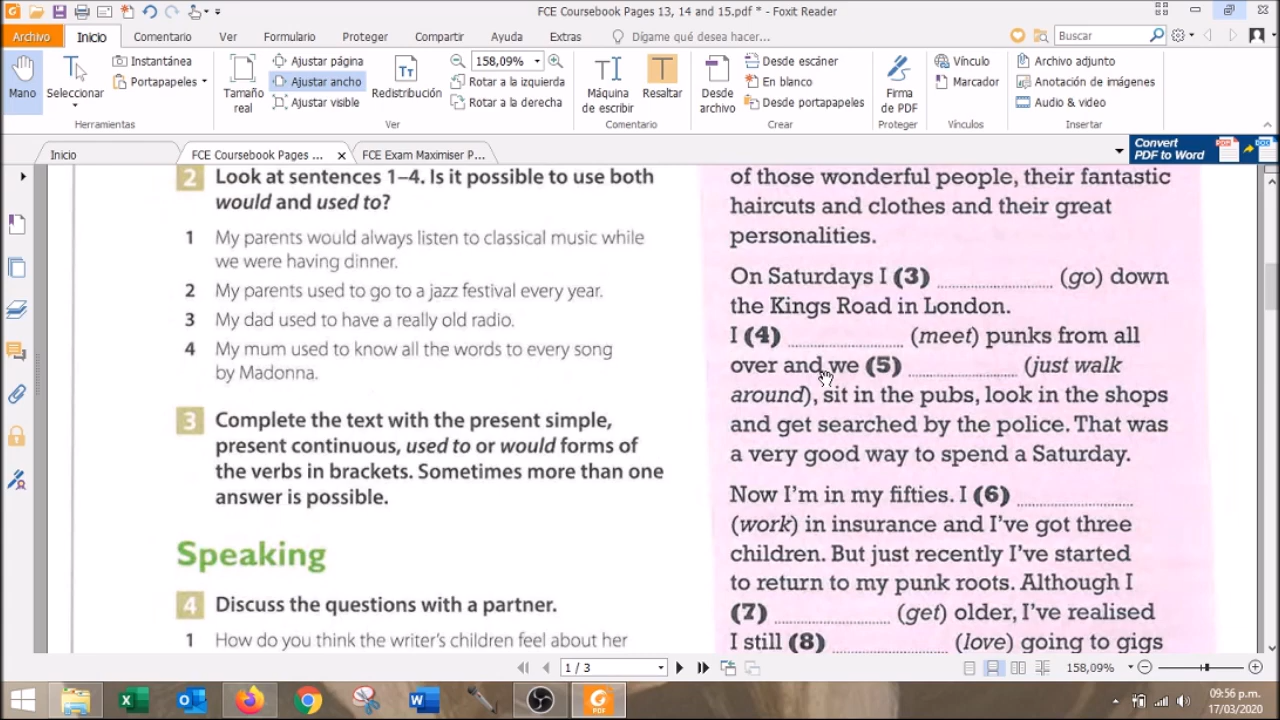 FCE Coursebook Pages 13, 14 and 15.pdf * - Foxit Reader
Archivo Inicio Comentario Ver Formulario Proteger Compartir Ayuda Extras Dígame qué desea hacer... Buscar
Mano
Seleccionar
Instantánea
Portapapeles
Herramientas
Tamaño real
Ajustar página
Ajustar ancho
Ajustar visible
Redistribución
158,09%
Rotar a la izquierda
Rotar a la derecha
Ver
Máquina de escribir
Resaltar
Comentario
Desde archivo
Desde escáner
En blanco
Desde portapapeles
Crear
Firma de PDF
Proteger
Vínculo
Marcador
Vínculos
Archivo adjunto
Anotación de imágenes
Audio & video
Insertar
Inicio FCE Coursebook Pages ... FCE Exam Maximiser P...
Convert
PDF to Word
2 Look at sentences 1–4. Is it possible to use both
would and used to?
1 My parents would always listen to classical music while
we were having dinner.
2 My parents used to go to a jazz festival every year.
3 My dad used to have a really old radio.
4 My mum used to know all the words to every song
by Madonna.
3 Complete the text with the present simple,
present continuous, used to or would forms of
the verbs in brackets. Sometimes more than one
answer is possible.
Speaking
4 Discuss the questions with a partner.
1 How do you think the writer's children feel about her
of those wonderful people, their fantastic
haircuts and clothes and their great
personalities.
On Saturdays I (3) .................... (go) down
the Kings Road in London.
I (4) .................... (meet) punks from all
over and we (5) .................... (just walk
around), sit in the pubs, look in the shops
and get searched by the police. That was
a very good way to spend a Saturday.
Now I'm in my fifties. I (6) ....................
(work) in insurance and I've got three
children. But just recently I've started
to return to my punk roots. Although I
(7) .................... (get) older, I've realised
I still (8) .................... (love) going to gigs
1 / 3
158,09%
PDF
09:56 p.m.
17/03/2020